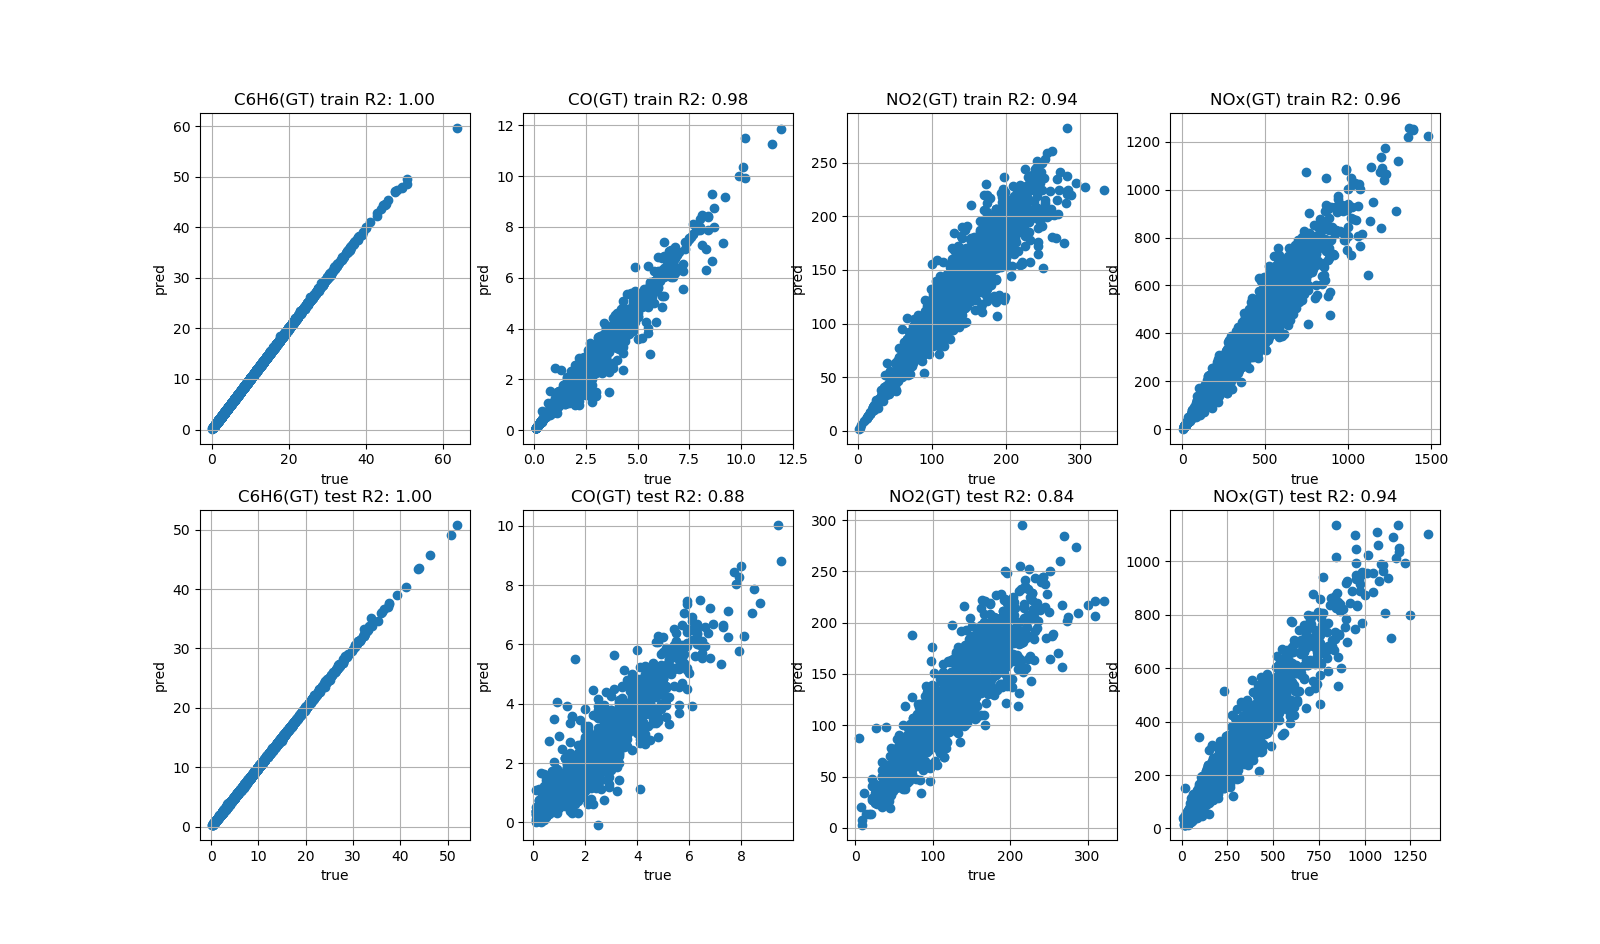 C6H6(GT) train R2: 1.00
60
50
40
30
20
10
0
pred
0 20 40 60
true
CO(GT) train R2: 0.98
12
10
8
6
4
2
0
pred
0.0 2.5 5.0 7.5 10.0 12.5
true
NO2(GT) train R2: 0.94
250
200
150
100
50
0
pred
0 100 200 300
true
NOx(GT) train R2: 0.96
1200
1000
800
600
400
200
0
pred
0 500 1000 1500
true
C6H6(GT) test R2: 1.00
50
40
30
20
10
0
pred
0 10 20 30 40 50
true
CO(GT) test R2: 0.88
10
8
6
4
2
0
pred
0 2 4 6 8
true
NO2(GT) test R2: 0.84
300
250
200
150
100
50
0
pred
0 100 200 300
true
NOx(GT) test R2: 0.94
1000
800
600
400
200
0
pred
0 250 500 750 1000 1250
true